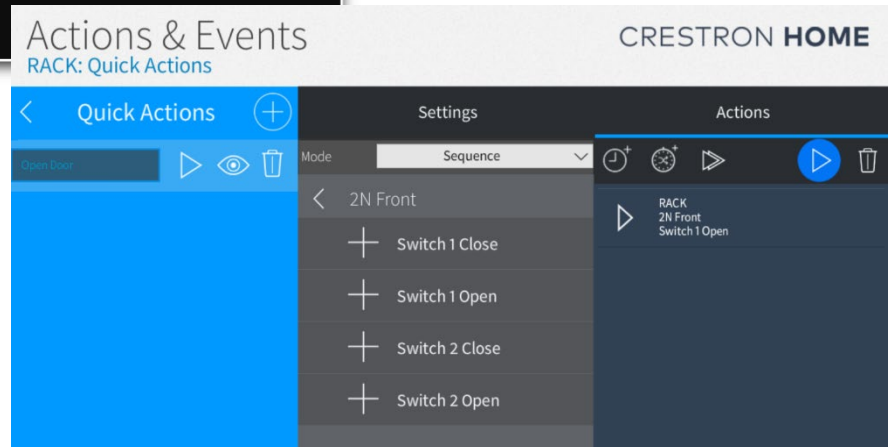 Actions & Events
CRESTRON HOME
RACK: Quick Actions
Quick Actions
Settings
Actions
Open Door
Mode
Sequence
2N Front
Switch 1 Close
Switch 1 Open
Switch 2 Close
Switch 2 Open
RACK
2N Front
Switch 1 Open